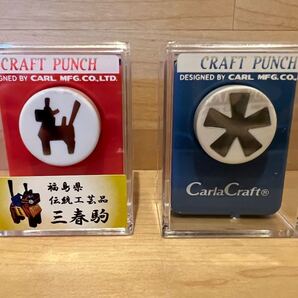 CRAFT PUNCH
DESIGNED BY CARL MFG.CO.,LTD.
福島県
伝統工芸品
三春駒
CRAFT PUNCH
DESIGNED BY CARL MFG.CO.,LTD.
CarlaCraft®